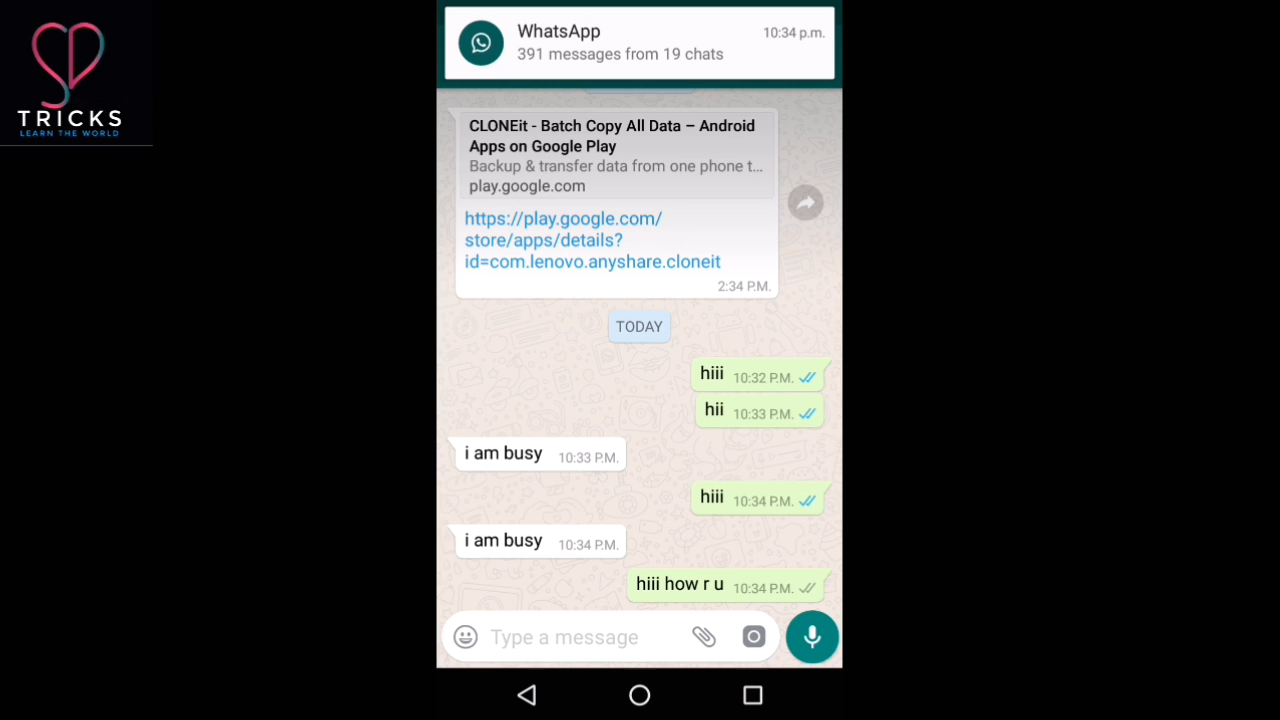 TRICKS
LEARN THE WORLD
WhatsApp
10:34 p.m.
391 messages from 19 chats
CLONEit - Batch Copy All Data – Android
Apps on Google Play
Backup & transfer data from one phone t...
play.google.com
https://play.google.com/
store/apps/details?
id=com.lenovo.anyshare.cloneit
2:34 P.M.
TODAY
hiii 10:32 P.M.
hii 10:33 P.M.
i am busy 10:33 P.M.
hiii 10:34 P.M.
i am busy 10:34 P.M.
hiii how r u 10:34 P.M.
Type a message